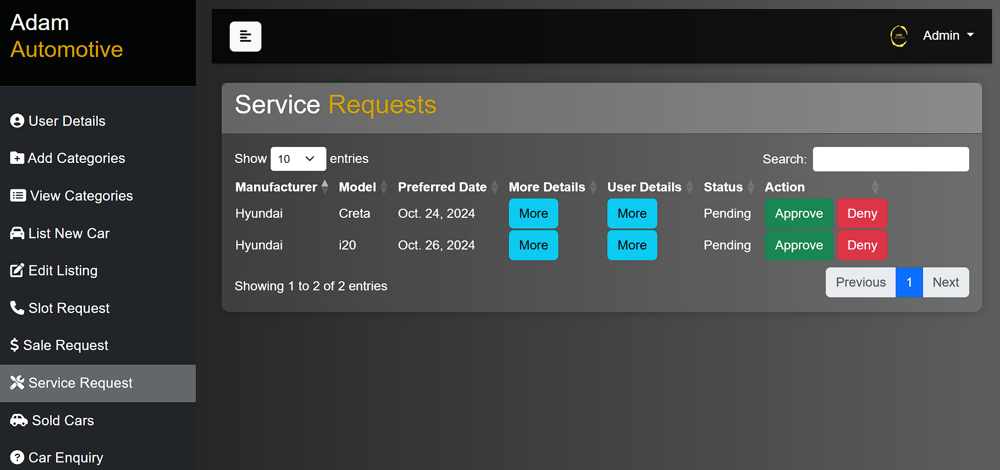 Adam
Automotive
User Details
Add Categories
View Categories
List New Car
Edit Listing
Slot Request
Sale Request
Service Request
Sold Cars
Car Enquiry
Admin
Service Requests
Show 10 entries
Search:
Manufacturer Model Preferred Date More Details User Details Status Action
Hyundai Creta Oct. 24, 2024 More More Pending Approve Deny
Hyundai i20 Oct. 26, 2024 More More Pending Approve Deny
Showing 1 to 2 of 2 entries
Previous 1 Next